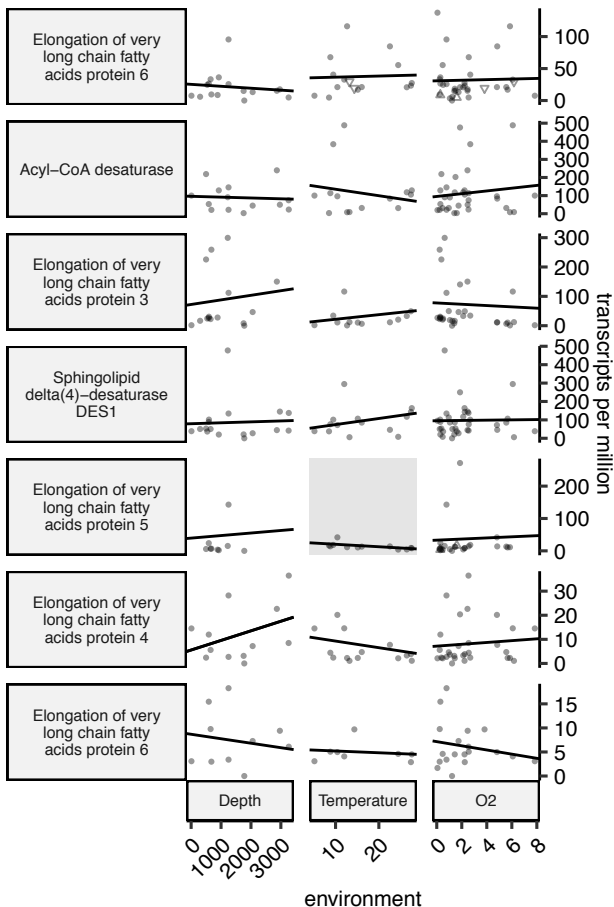 Elongation of very
long chain fatty
acids protein 6
100
50
0
Acyl−CoA desaturase
500
400
300
200
100
0
Elongation of very
long chain fatty
acids protein 3
300
200
100
0
Sphingolipid
delta(4)−desaturase
DES1
500
400
300
200
100
0
Elongation of very
long chain fatty
acids protein 5
200
100
0
Elongation of very
long chain fatty
acids protein 4
30
20
10
0
Elongation of very
long chain fatty
acids protein 6
15
10
5
0
transcripts per million
Depth Temperature O2
0 1000 2000 3000 10 20 0 2 4 6 8
environment